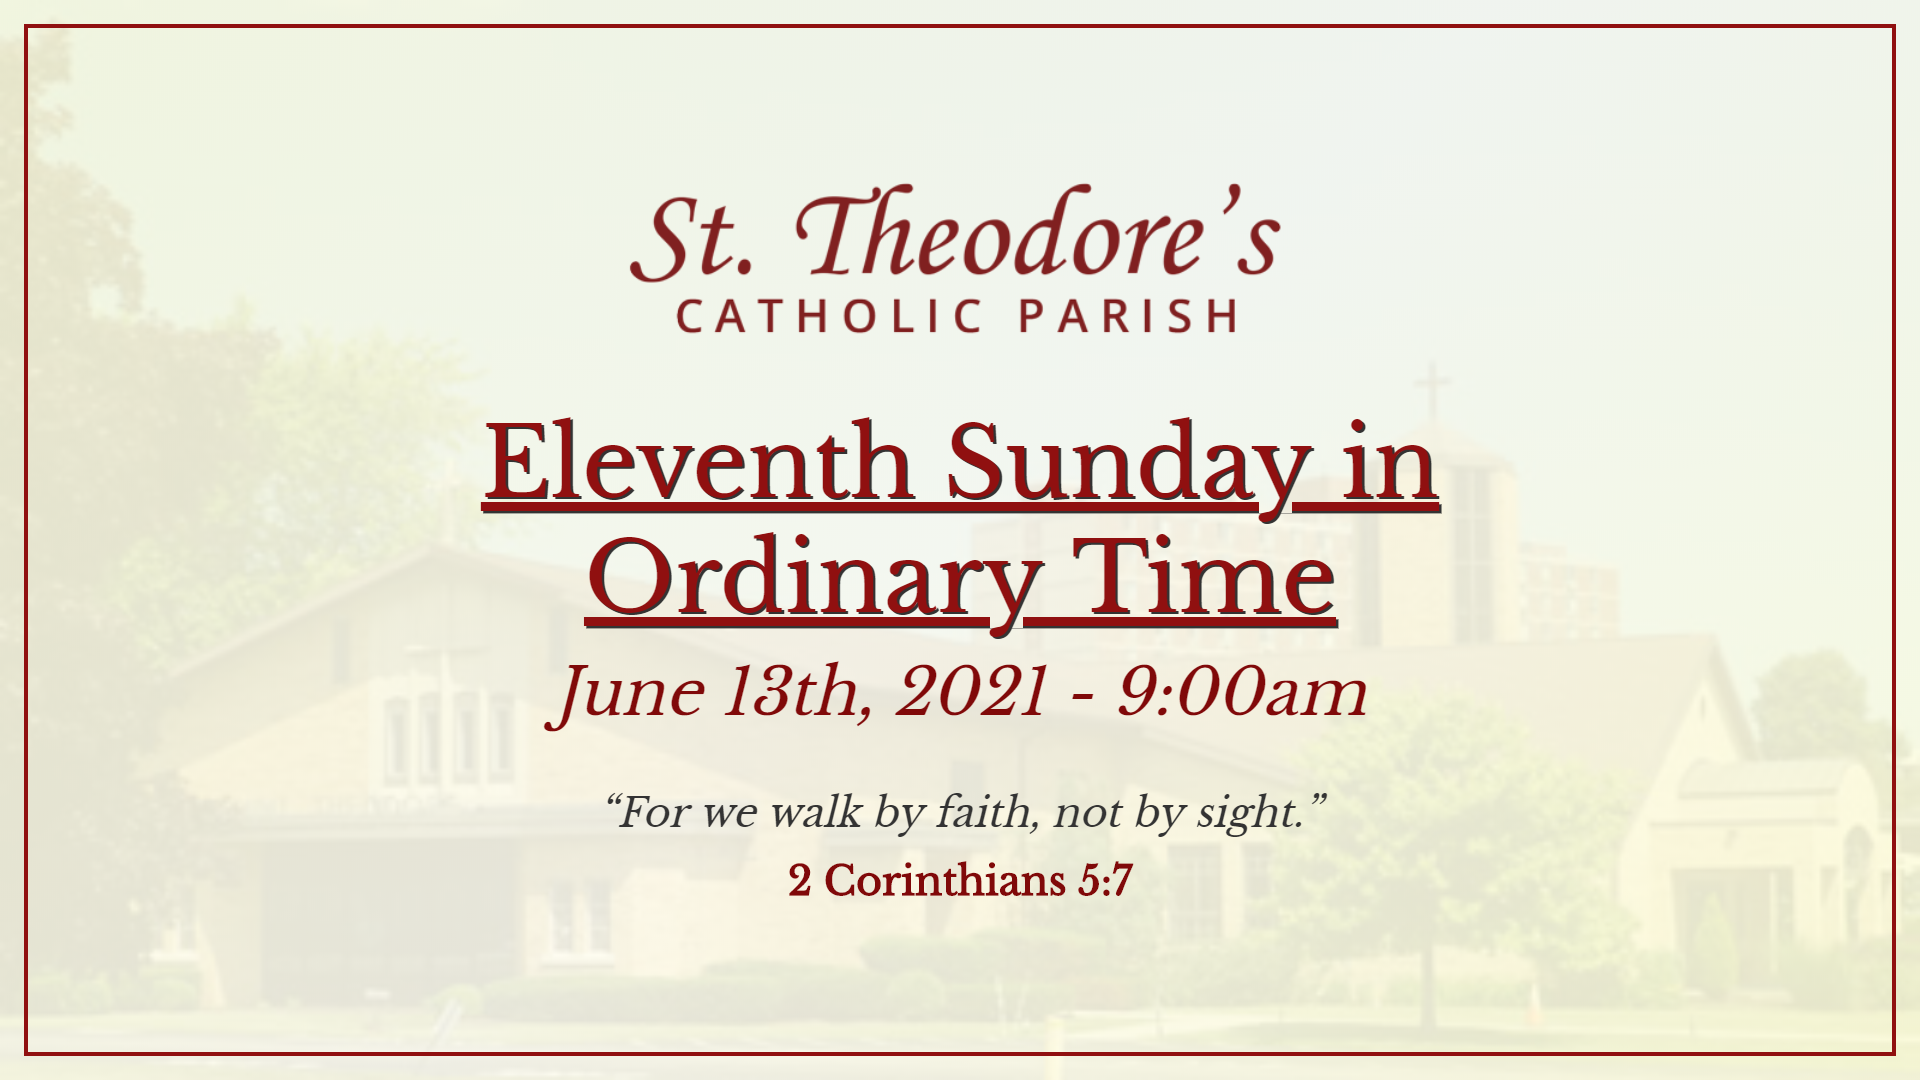 St. Theodore’s
CATHOLIC PARISH
Eleventh Sunday in
Ordinary Time
June 13th, 2021 - 9:00am
“For we walk by faith, not by sight.”
2 Corinthians 5:7